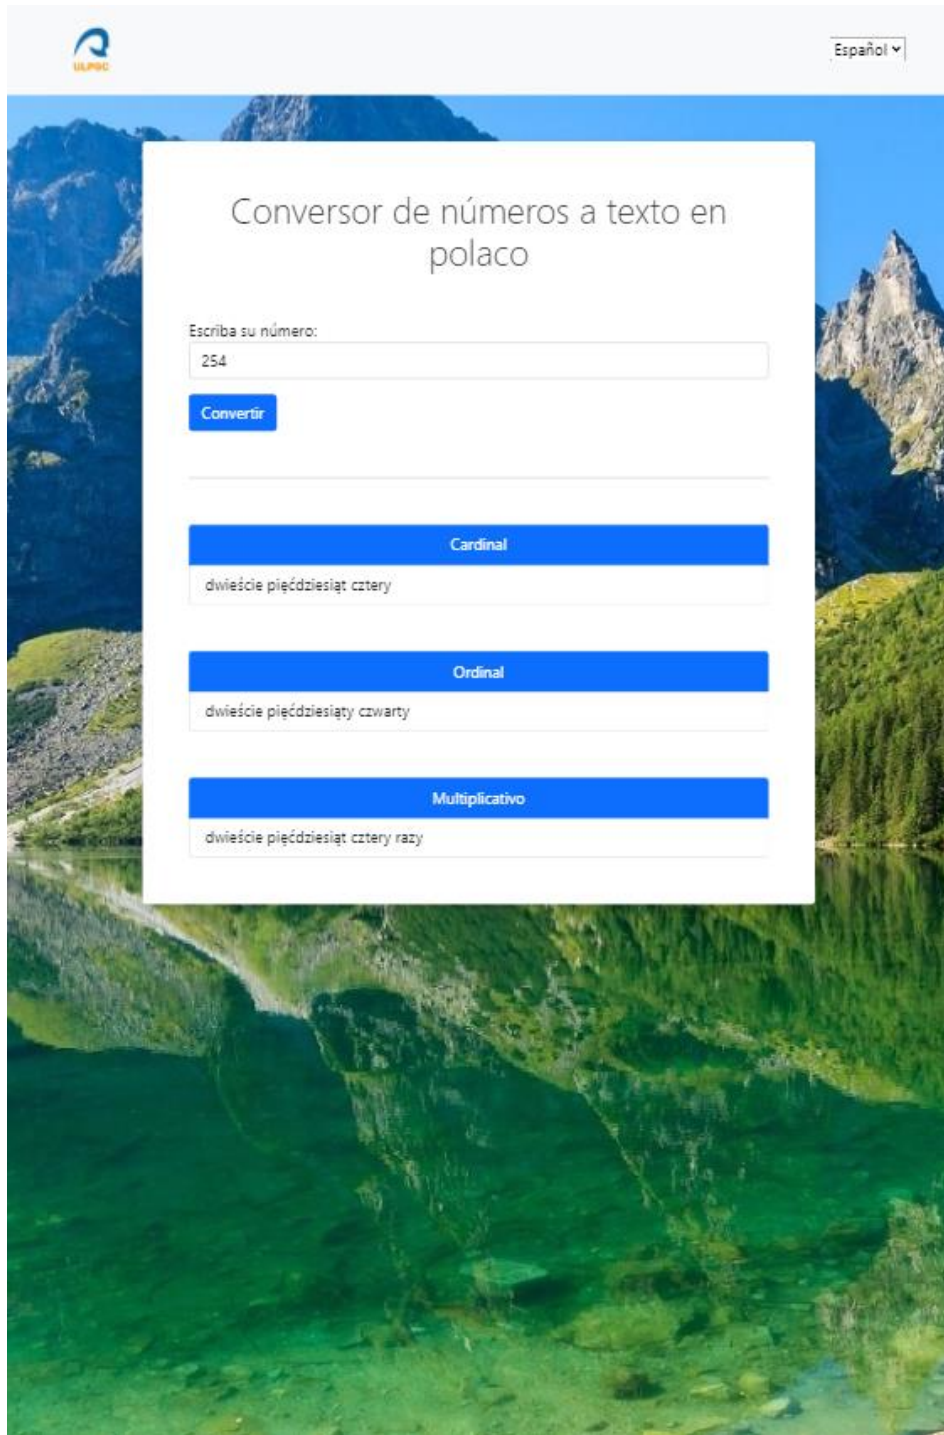 ULPGC
Español
Conversor de números a texto en
polaco
Escriba su número:
254
Convertir
Cardinal
dwieście pięćdziesiąt cztery
Ordinal
dwieście pięćdziesiąty czwarty
Multiplicativo
dwieście pięćdziesiąt cztery razy